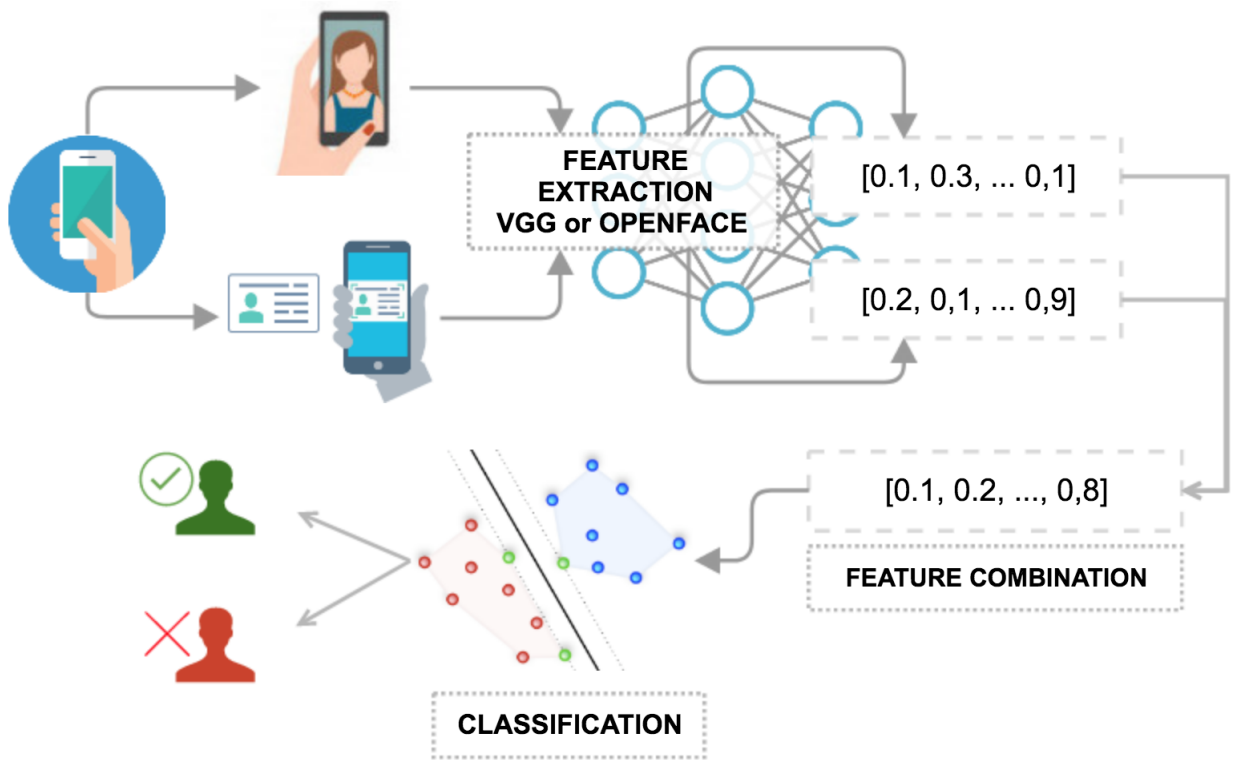 FEATURE
EXTRACTION
VGG or OPENFACE
[0.1, 0.3, ... 0,1]
[0.2, 0,1, ... 0,9]
[0.1, 0.2, ..., 0,8]
FEATURE COMBINATION
CLASSIFICATION